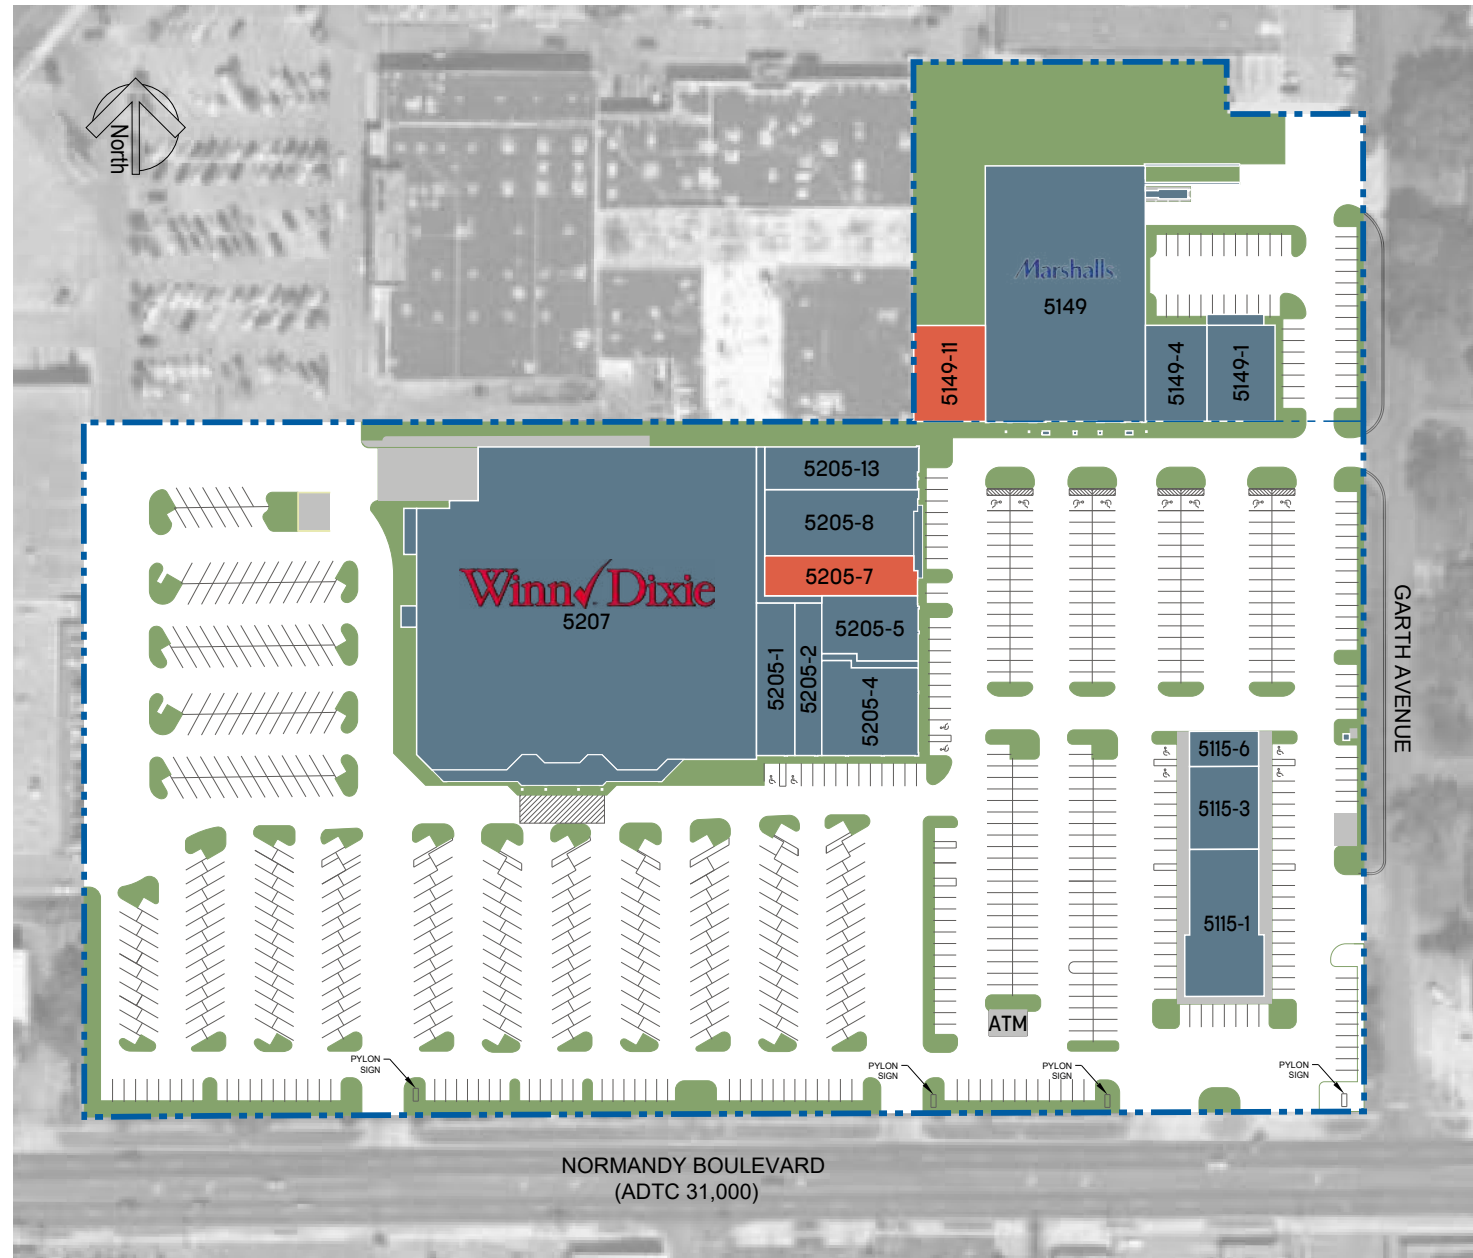 North
Marshalls
5149
5149-11
5149-4
5149-1
5205-13
5205-8
5205-7
Winn Dixie
5207
5205-5
5205-1
5205-2
5205-4
GARTH AVENUE
5115-6
5115-3
5115-1
ATM
PYLON
SIGN
PYLON
SIGN
PYLON
SIGN
PYLON
SIGN
NORMANDY BOULEVARD
(ADTC 31,000)